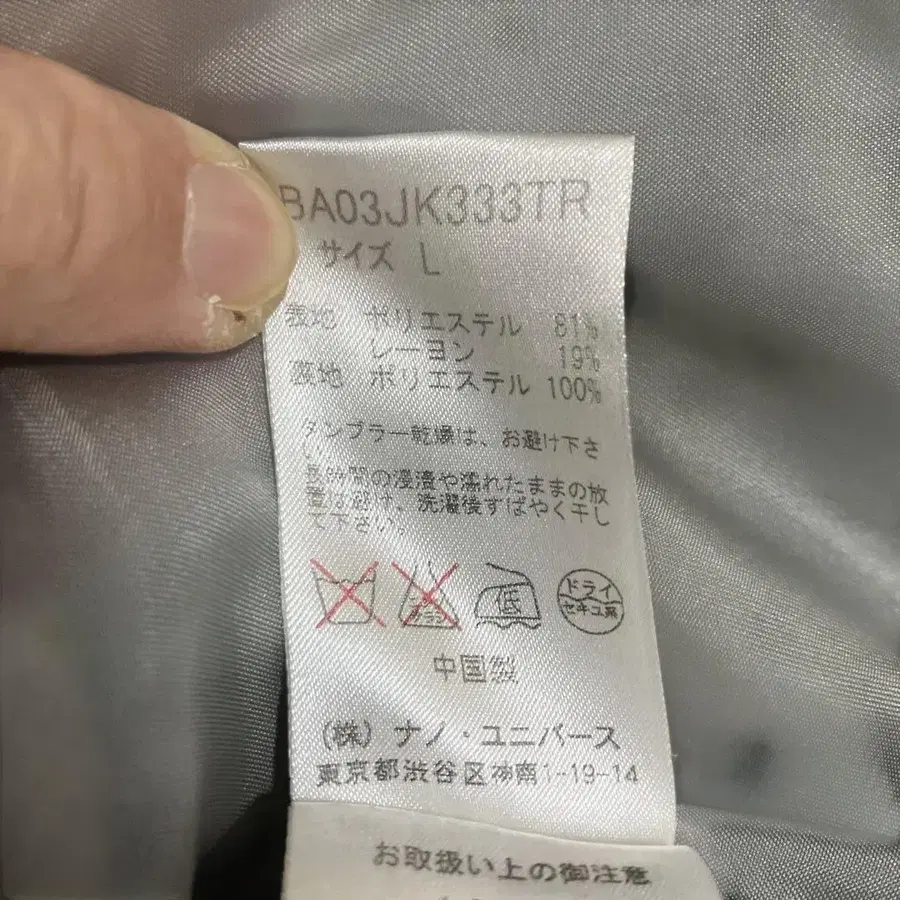 BA03JK333TR
サイズ L
表地 ポリエステル 81%
レーヨン 19%
裏地 ポリエステル 100%
タンブラー乾燥は、お避け下さ
長時間の浸漬や濡れたままの放
置は避け、洗濯後すばやく干し
て下さい。
低
ドライ
セキユ系
中国製
(株) ナノ・ユニバース
東京都渋谷区神南1-19-14
お取扱い上の御注意